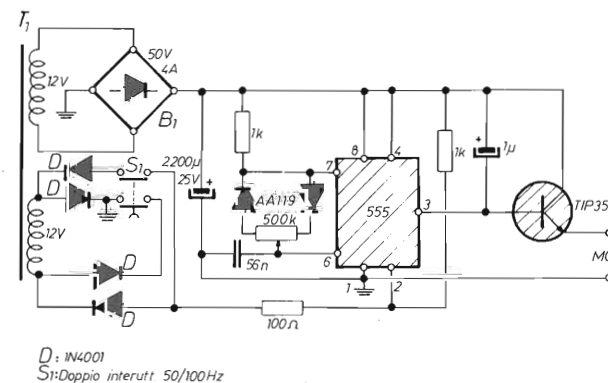 T1
12V
50V
4A
B1
D
S1
D
12V
D
D
2200µ
25V
1k
AA119
500k
56n
100Ω
7
8
4
555
3
6
1
2
1k
1µ
TIP35
MO
D: 1N4001
S1: Doppio interutt. 50/100Hz